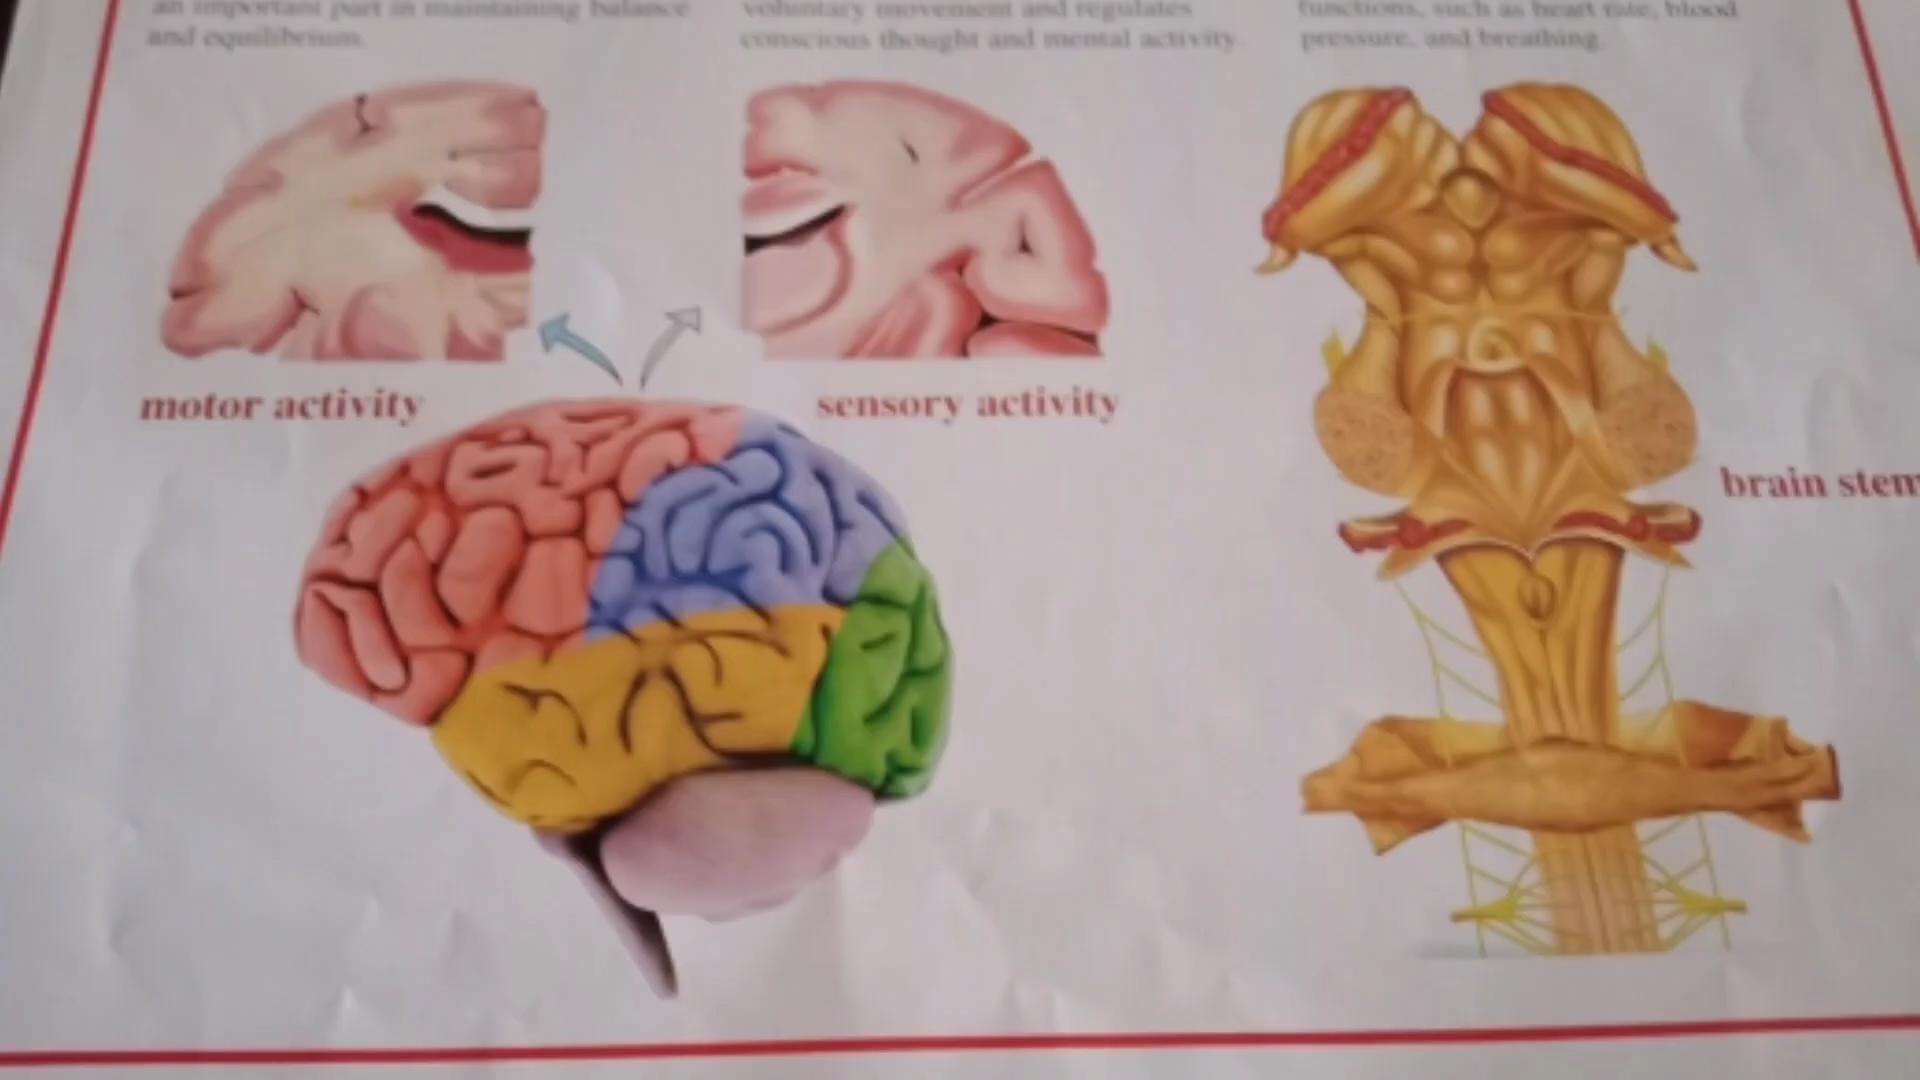 an important part in maintaining balance
and equilibrium.
voluntary movement and regulates
conscious thought and mental activity.
functions, such as heart rate, blood
pressure, and breathing.
motor activity
sensory activity
brain stem